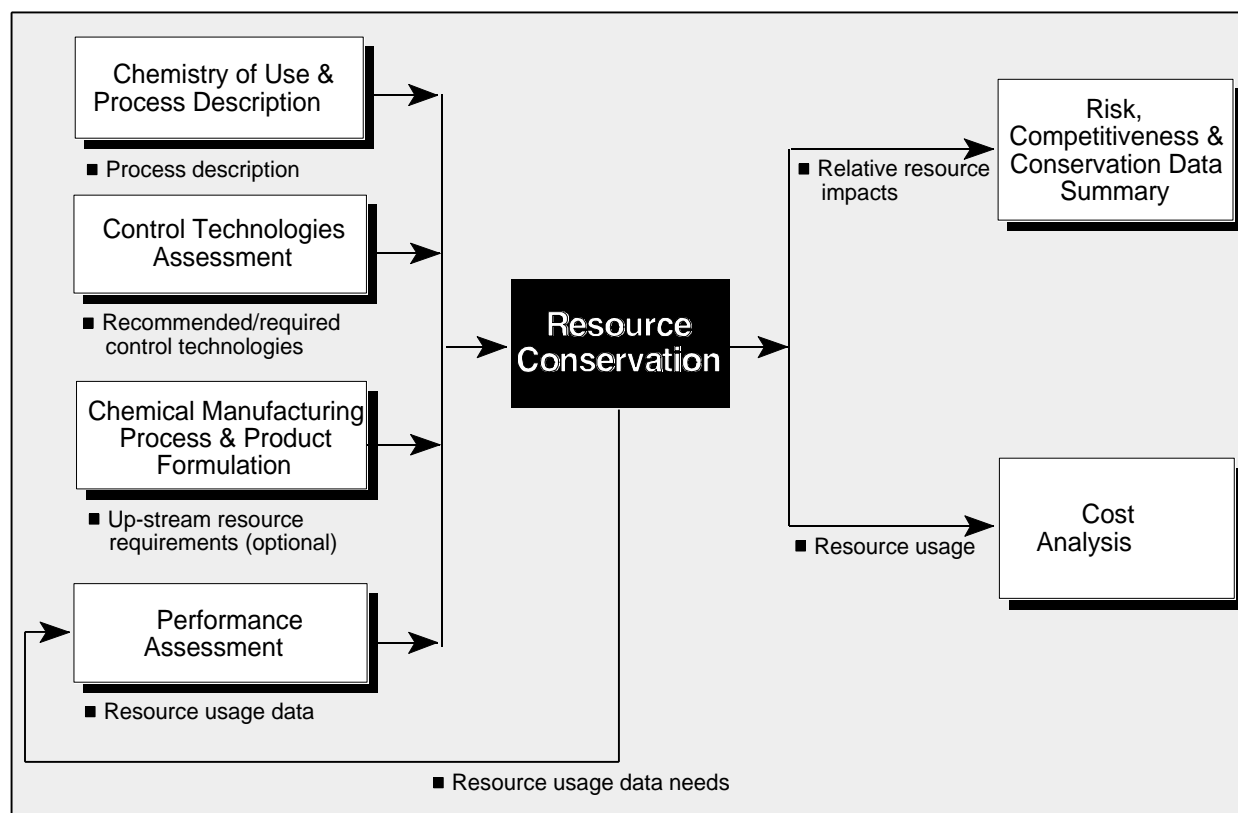 Chemistry of Use &
Process Description
■ Process description
Control Technologies
Assessment
■ Recommended/required
control technologies
Chemical Manufacturing
Process & Product
Formulation
■ Up-stream resource
requirements (optional)
Performance
Assessment
■ Resource usage data
Resource
Conservation
■ Resource usage data needs
Risk,
Competitiveness &
Conservation Data
Summary
■ Relative resource
impacts
Cost
Analysis
■ Resource usage